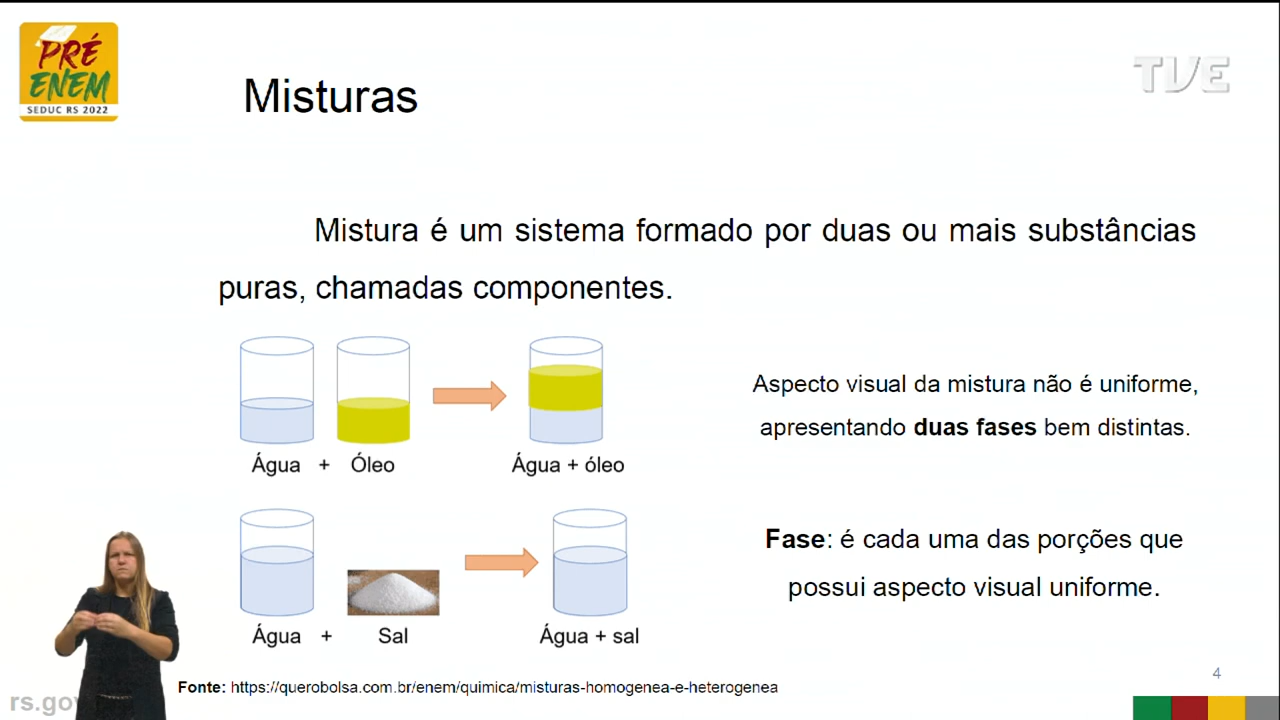 PRÉ
ENEM
SEDUC RS 2022
TVE
Misturas
Mistura é um sistema formado por duas ou mais substâncias
puras, chamadas componentes.
Aspecto visual da mistura não é uniforme,
apresentando duas fases bem distintas.
Água + Óleo
Água + óleo
Fase: é cada uma das porções que
possui aspecto visual uniforme.
Água + Sal
Água + sal
4
Fonte: https://querobolsa.com.br/enem/quimica/misturas-homogenea-e-heterogenea
rs.gov